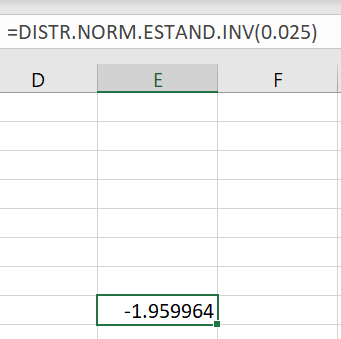 =DISTR.NORM.ESTAND.INV(0.025)
D E F
-1.959964